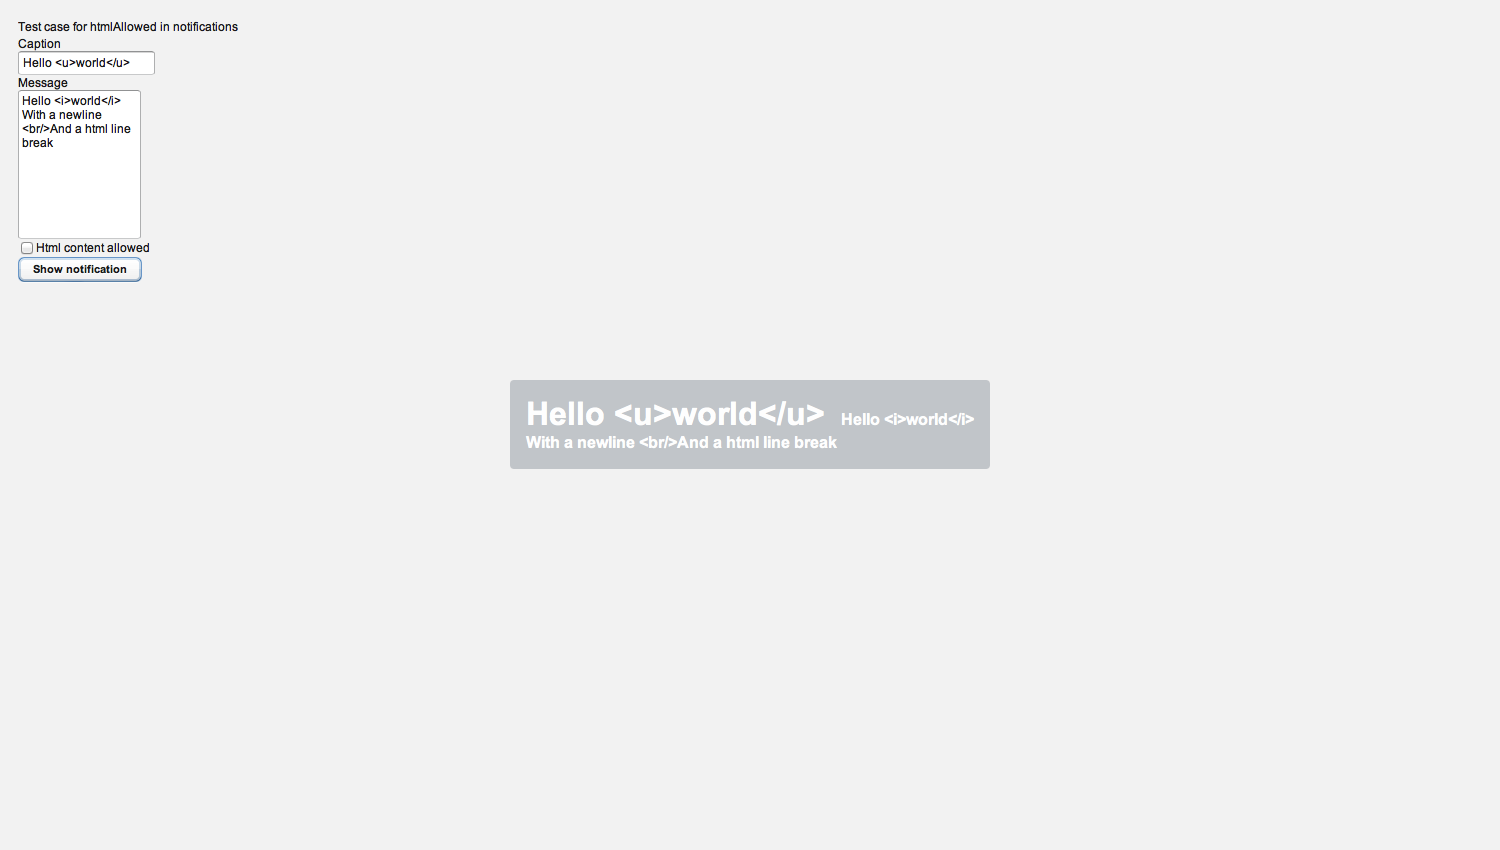 Test case for htmlAllowed in notifications
Caption
Hello <u>world</u>
Message
Hello <i>world</i>
With a newline
<br/>And a html line
break
Html content allowed
Show notification
Hello <u>world</u> Hello <i>world</i>
With a newline <br/>And a html line break